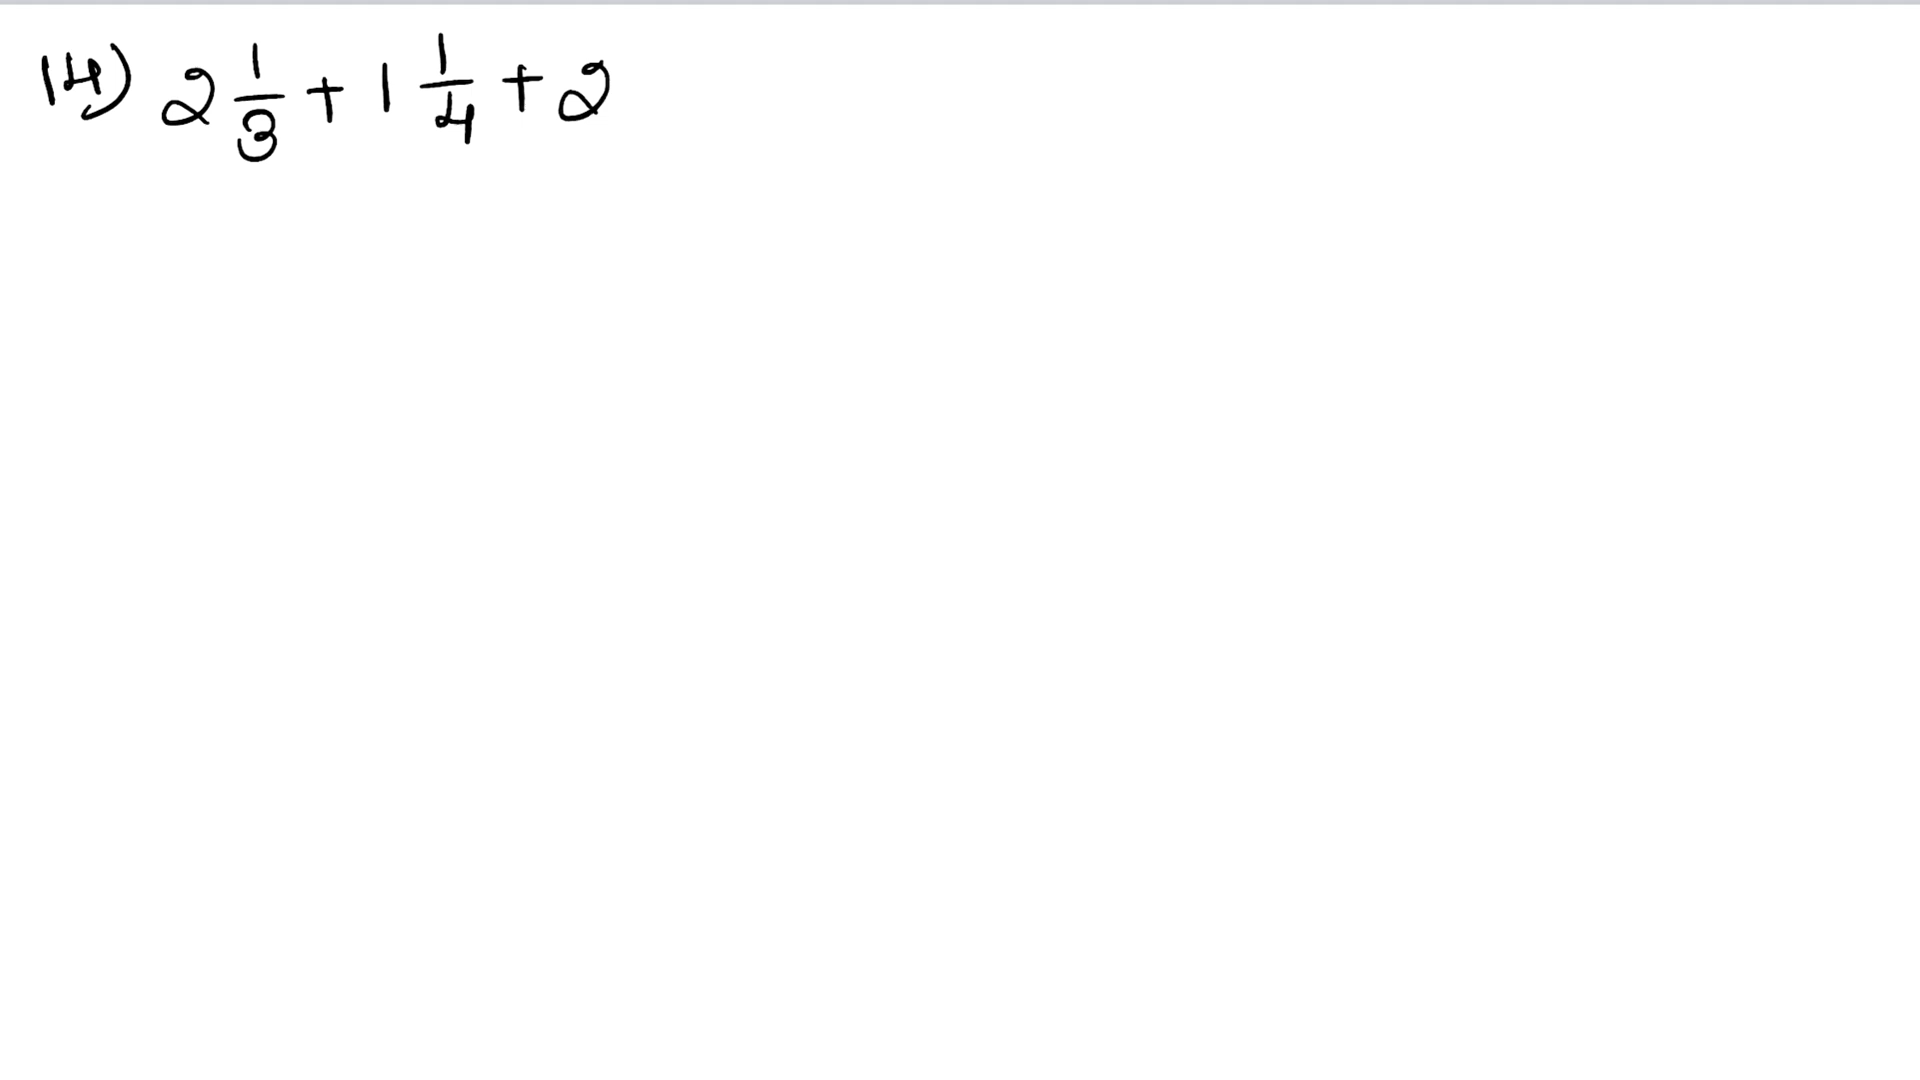 14) 2 1/3 + 1 1/4 + 2